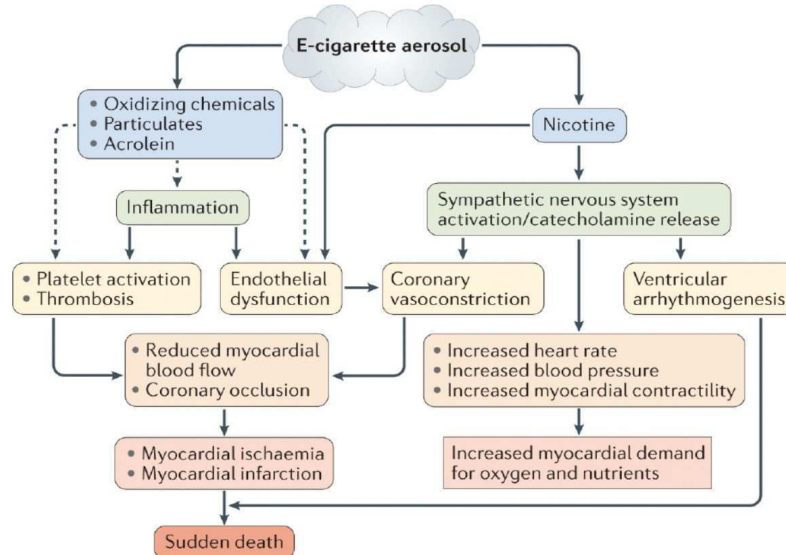 E-cigarette aerosol
• Oxidizing chemicals
• Particulates
• Acrolein
Nicotine
Inflammation
Sympathetic nervous system
activation/catecholamine release
• Platelet activation
• Thrombosis
Endothelial
dysfunction
Coronary
vasoconstriction
Ventricular
arrhythmogenesis
• Reduced myocardial
blood flow
• Coronary occlusion
• Increased heart rate
• Increased blood pressure
• Increased myocardial contractility
• Myocardial ischaemia
• Myocardial infarction
Increased myocardial demand
for oxygen and nutrients
Sudden death